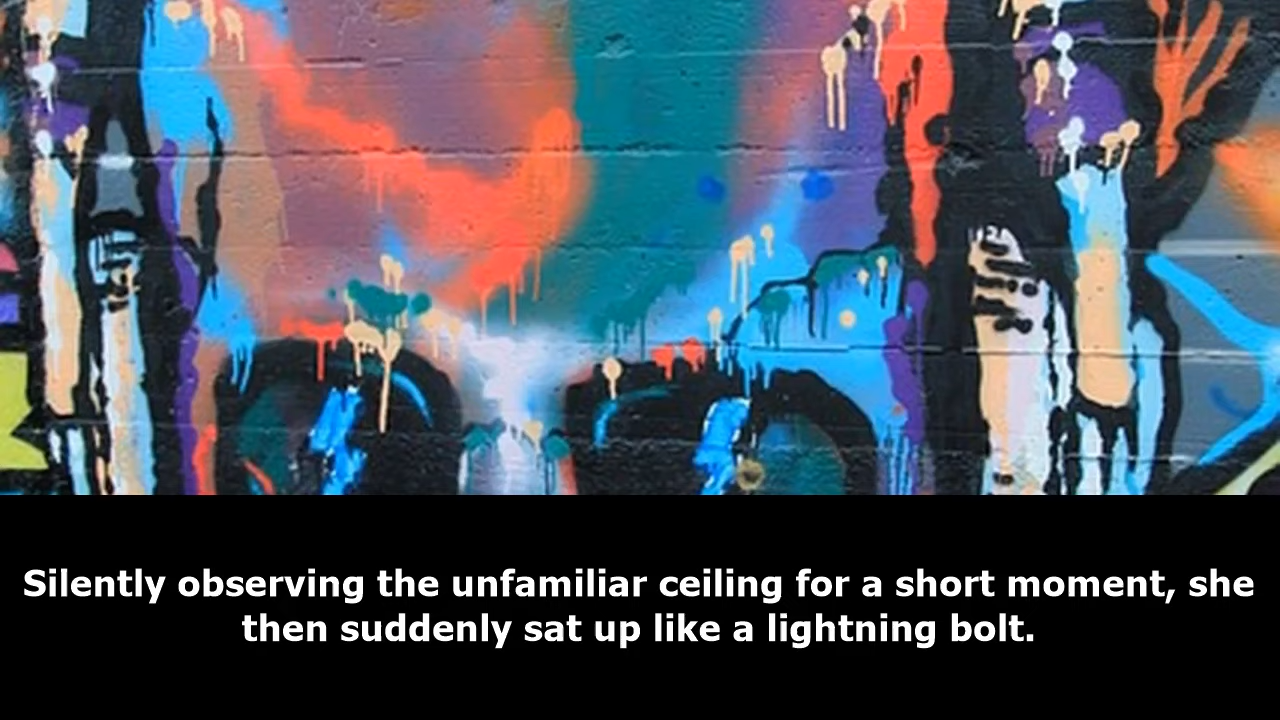 Silently observing the unfamiliar ceiling for a short moment, she
then suddenly sat up like a lightning bolt.